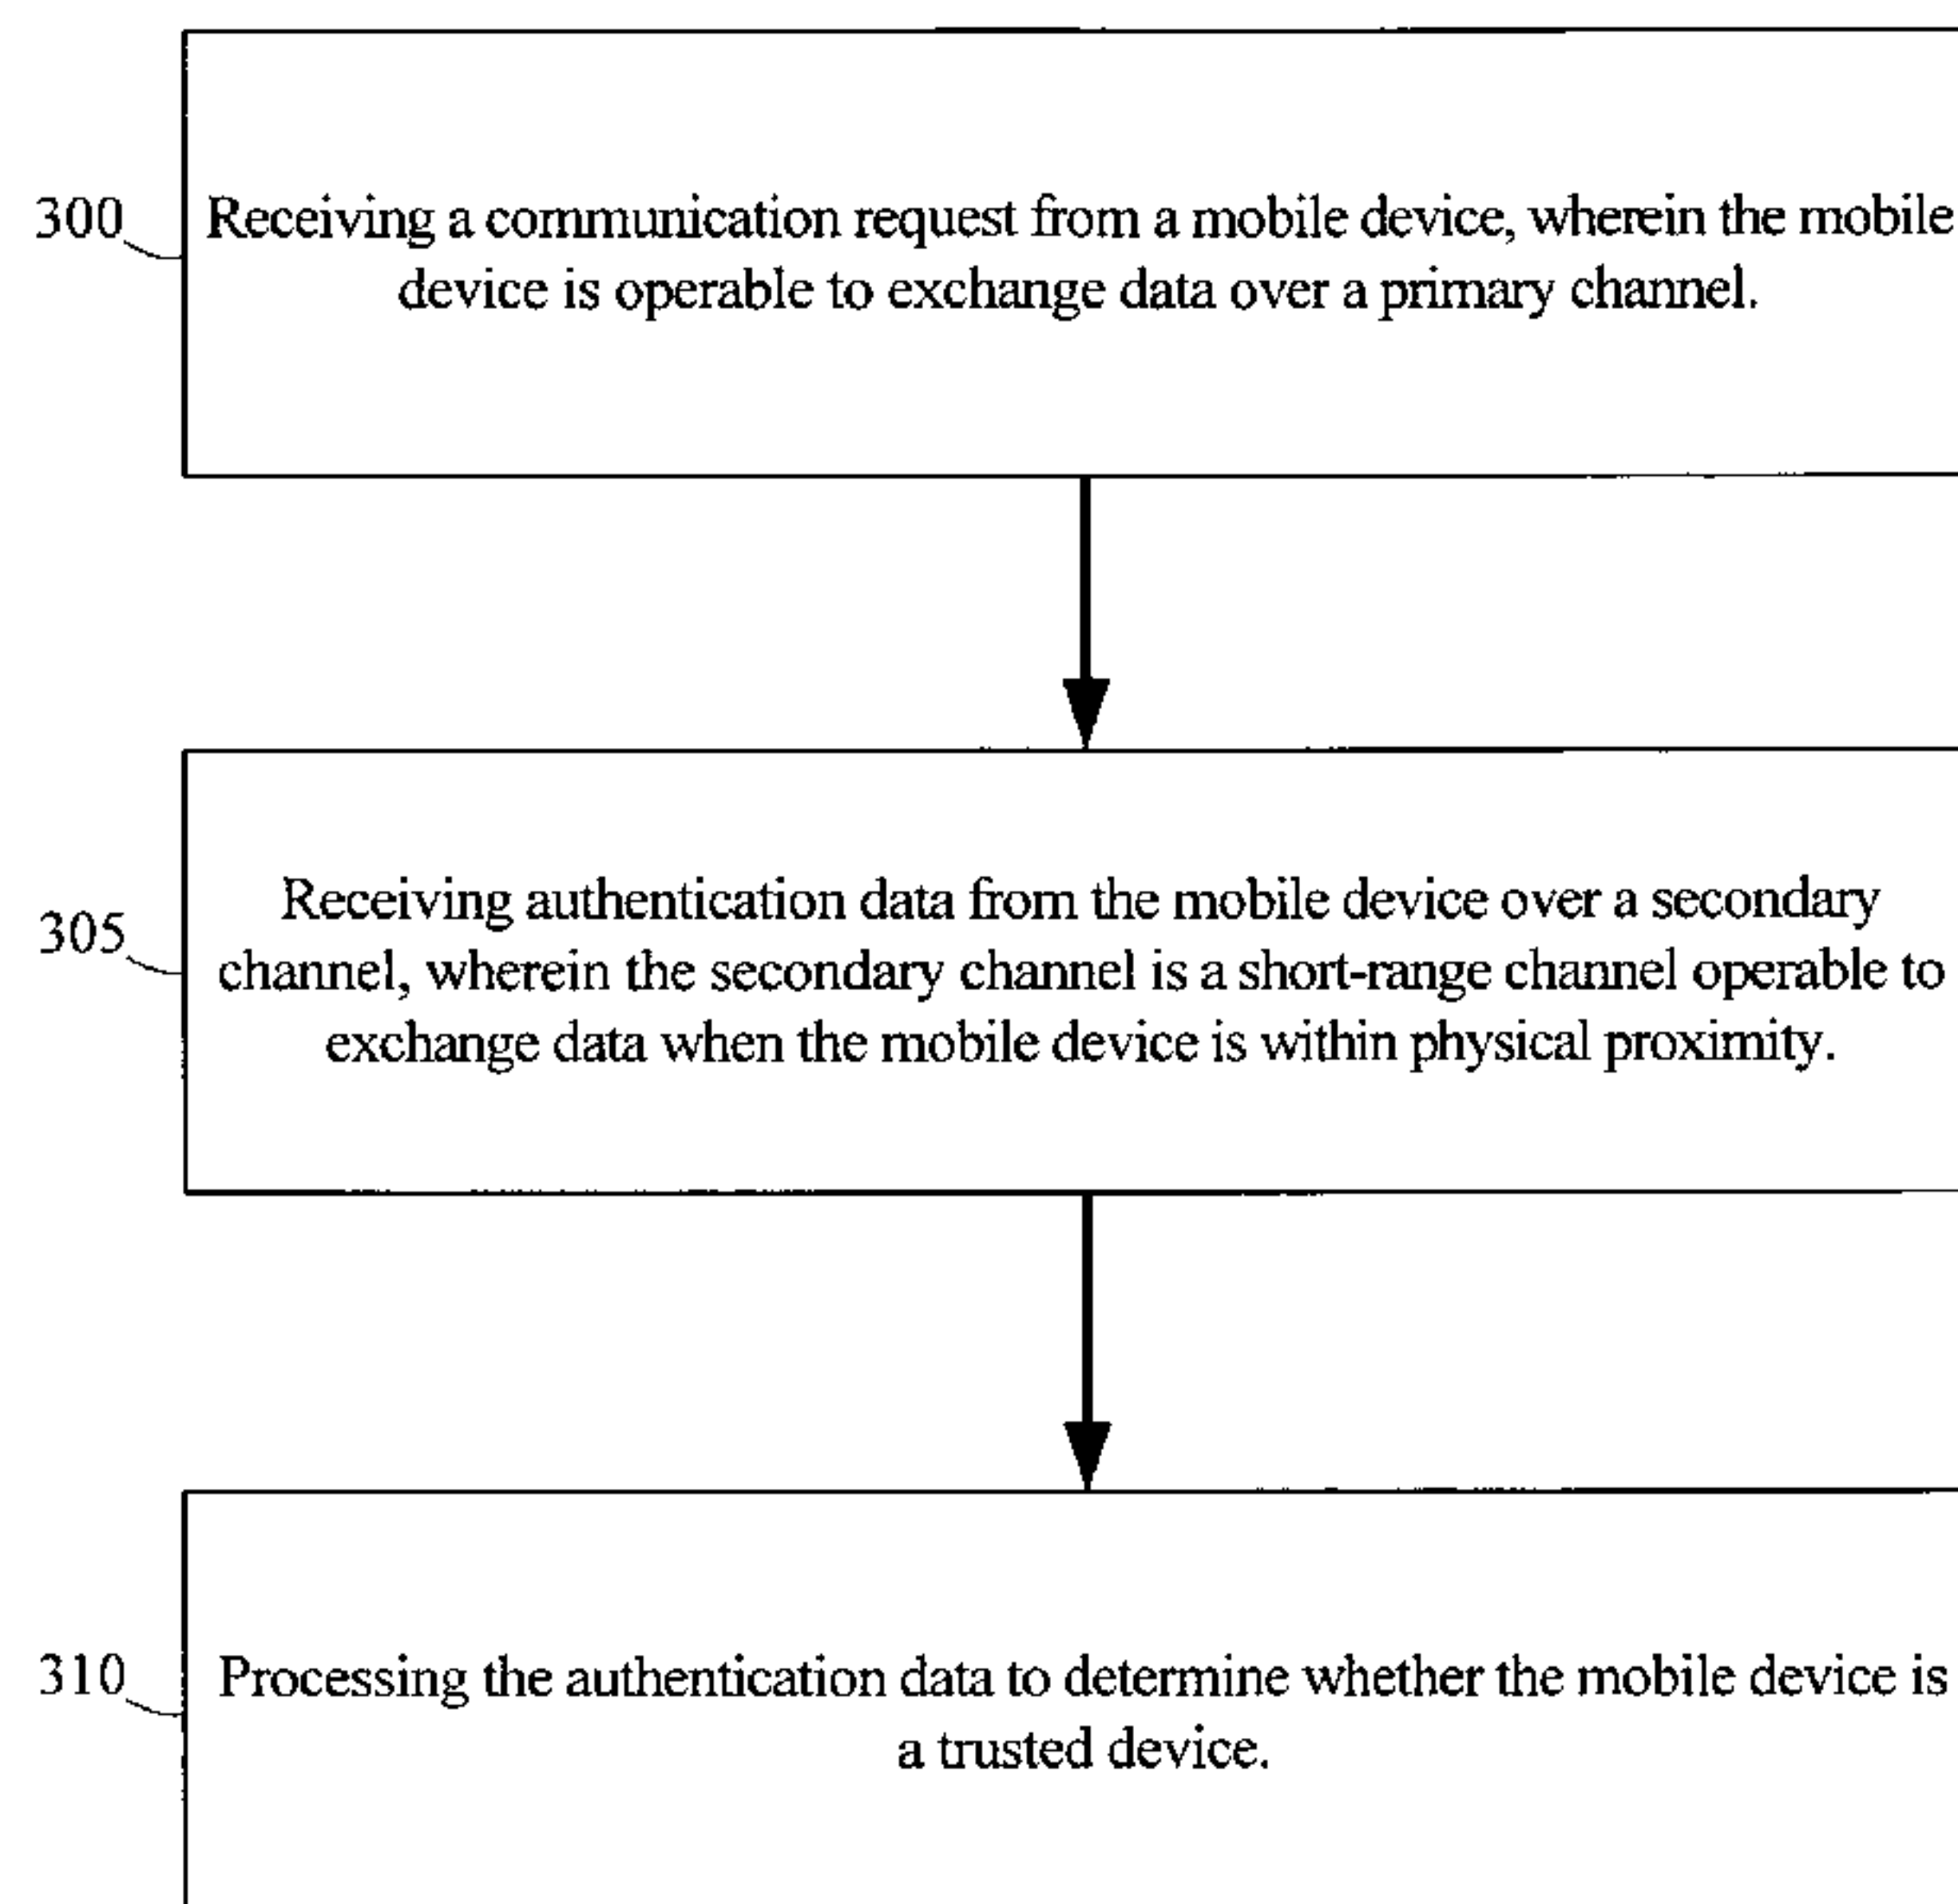 300
Receiving a communication request from a mobile device, wherein the mobile
device is operable to exchange data over a primary channel.
305
Receiving authentication data from the mobile device over a secondary
channel, wherein the secondary channel is a short-range channel operable to
exchange data when the mobile device is within physical proximity.
310
Processing the authentication data to determine whether the mobile device is
a trusted device.